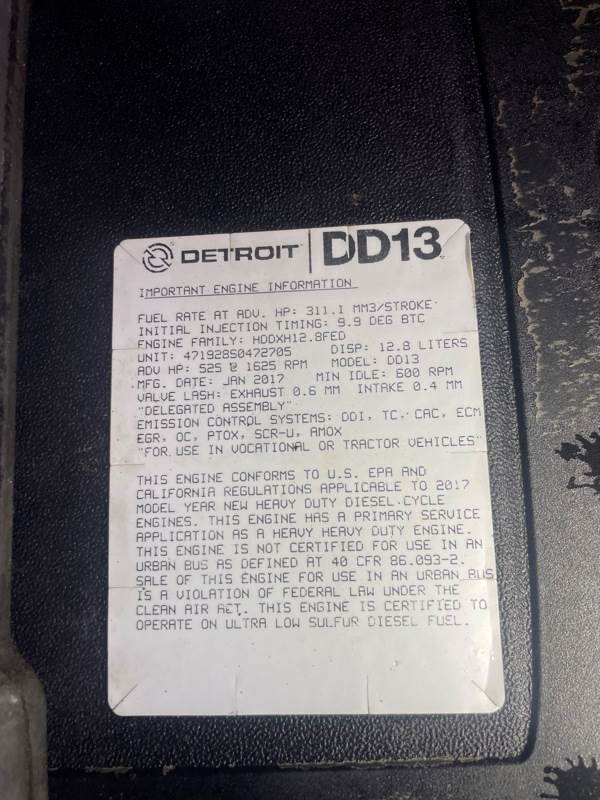 DETROIT DD13
IMPORTANT ENGINE INFORMATION
FUEL RATE AT ADV. HP: 311.1 MM3/STROKE
INITIAL INJECTION TIMING: 9.9 DEG BTC
ENGINE FAMILY: HDDXH12.8FED
UNIT: 471928S0472705 DISP: 12.8 LITERS
ADV HP: 525 @ 1625 RPM MODEL: DD13
MFG. DATE: JAN 2017 MIN IDLE: 600 RPM
VALVE LASH: EXHAUST 0.6 MM INTAKE 0.4 MM
"DELEGATED ASSEMBLY"
EMISSION CONTROL SYSTEMS: DDI, TC, CAC, ECM
EGR, OC, PTOX, SCR-U, AMOX
"FOR USE IN VOCATIONAL OR TRACTOR VEHICLES"
THIS ENGINE CONFORMS TO U.S. EPA AND
CALIFORNIA REGULATIONS APPLICABLE TO 2017
MODEL YEAR NEW HEAVY DUTY DIESEL CYCLE
ENGINES. THIS ENGINE HAS A PRIMARY SERVICE
APPLICATION AS A HEAVY HEAVY DUTY ENGINE.
THIS ENGINE IS NOT CERTIFIED FOR USE IN AN
URBAN BUS AS DEFINED AT 40 CFR 86.093-2.
SALE OF THIS ENGINE FOR USE IN AN URBAN BUS
IS A VIOLATION OF FEDERAL LAW UNDER THE
CLEAN AIR ACT. THIS ENGINE IS CERTIFIED TO
OPERATE ON ULTRA LOW SULFUR DIESEL FUEL.